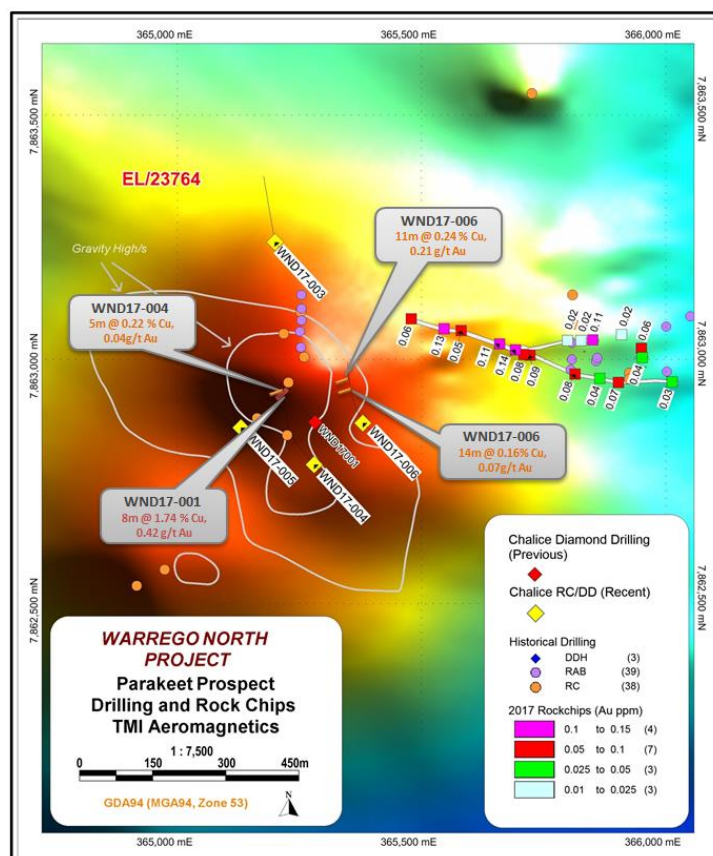 365,000 mE
365,500 mE
366,000 mE
7,863,500 mN
7,863,500 mN
EL/23764
WND17-006
11m @ 0.24 % Cu,
0.21 g/t Au
Gravity High/s
WND17-003
WND17-004
5m @ 0.22 % Cu,
0.04g/t Au
0.06
0.13
0.05
0.11
0.14
0.08
0.09
0.02
0.02
0.11
0.02
0.06
0.08
0.04
0.07
0.04
0.03
7,863,000 mN
7,863,000 mN
WND17-005
WND17001
WND17-004
WND17-006
WND17-006
14m @ 0.16% Cu,
0.07g/t Au
WND17-001
8m @ 1.74 % Cu,
0.42 g/t Au
7,862,500 mN
7,862,500 mN
WARREGO NORTH
PROJECT
Parakeet Prospect
Drilling and Rock Chips
TMI Aeromagnetics
1 : 7,500
0 150 300 450m
GDA94 (MGA94, Zone 53)
N
Chalice Diamond Drilling
(Previous)
Chalice RC/DD (Recent)
Historical Drilling
DDH (3)
RAB (39)
RC (38)
2017 Rockchips (Au ppm)
0.1 to 0.15 (4)
0.05 to 0.1 (7)
0.025 to 0.05 (3)
0.01 to 0.025 (3)
365,000 mE
365,500 mE
366,000 mE